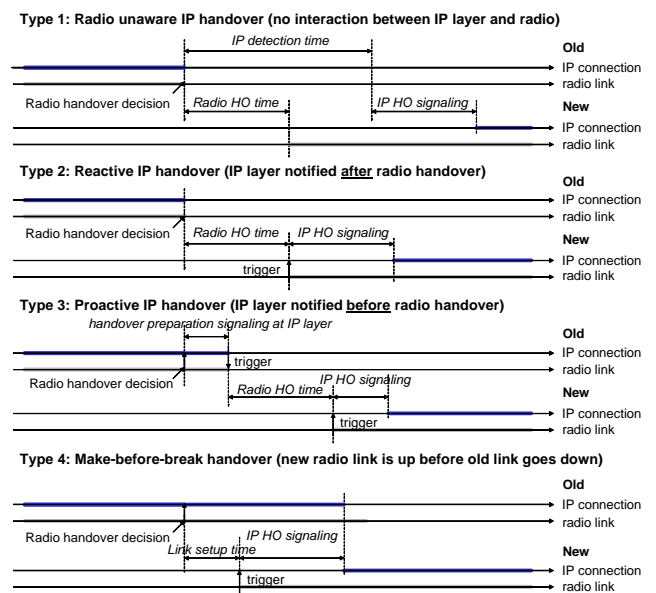 Type 1: Radio unaware IP handover (no interaction between IP layer and radio)
IP detection time
Old
IP connection
radio link
Radio handover decision
Radio HO time
IP HO signaling
New
IP connection
radio link
Type 2: Reactive IP handover (IP layer notified after radio handover)
Old
IP connection
radio link
Radio handover decision
Radio HO time
IP HO signaling
New
IP connection
trigger
radio link
Type 3: Proactive IP handover (IP layer notified before radio handover)
handover preparation signaling at IP layer
Old
IP connection
trigger
radio link
Radio handover decision
IP HO signaling
Radio HO time
New
IP connection
trigger
radio link
Type 4: Make-before-break handover (new radio link is up before old link goes down)
Old
IP connection
radio link
Radio handover decision
IP HO signaling
Link setup time
New
IP connection
trigger
radio link